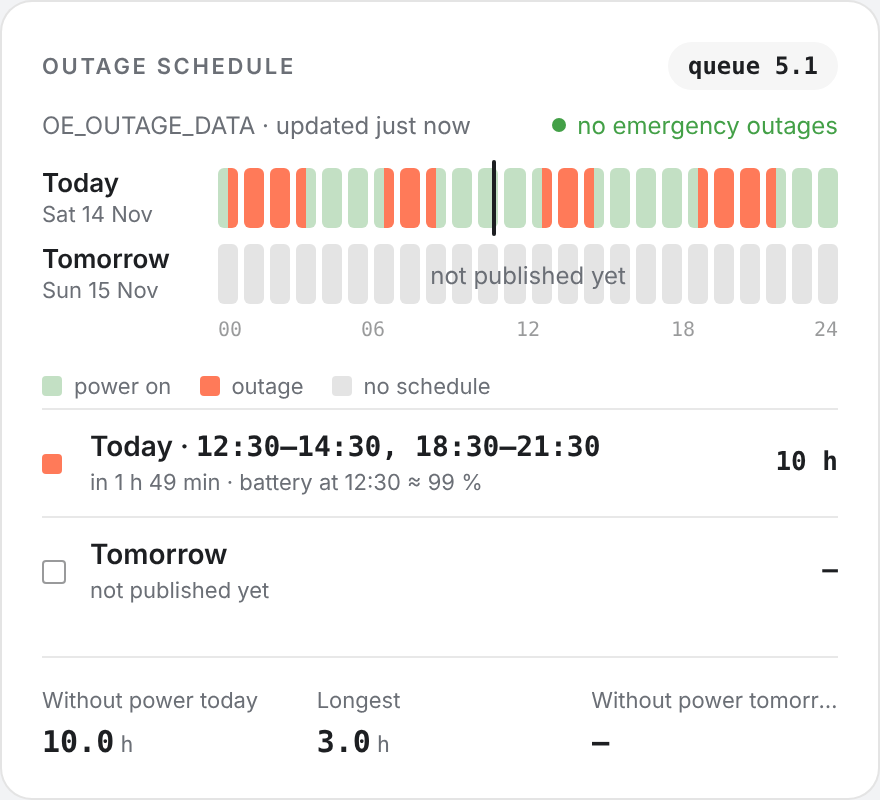 OUTAGE SCHEDULE
queue 5.1
OE_OUTAGE_DATA · updated just now
no emergency outages
Today
Sat 14 Nov
Tomorrow
Sun 15 Nov
not published yet
00 06 12 18 24
power on outage no schedule
Today · 12:30–14:30, 18:30–21:30
in 1 h 49 min · battery at 12:30 ≈ 99 %
10 h
Tomorrow
not published yet
–
Without power today
10.0 h
Longest
3.0 h
Without power tomorr...
–